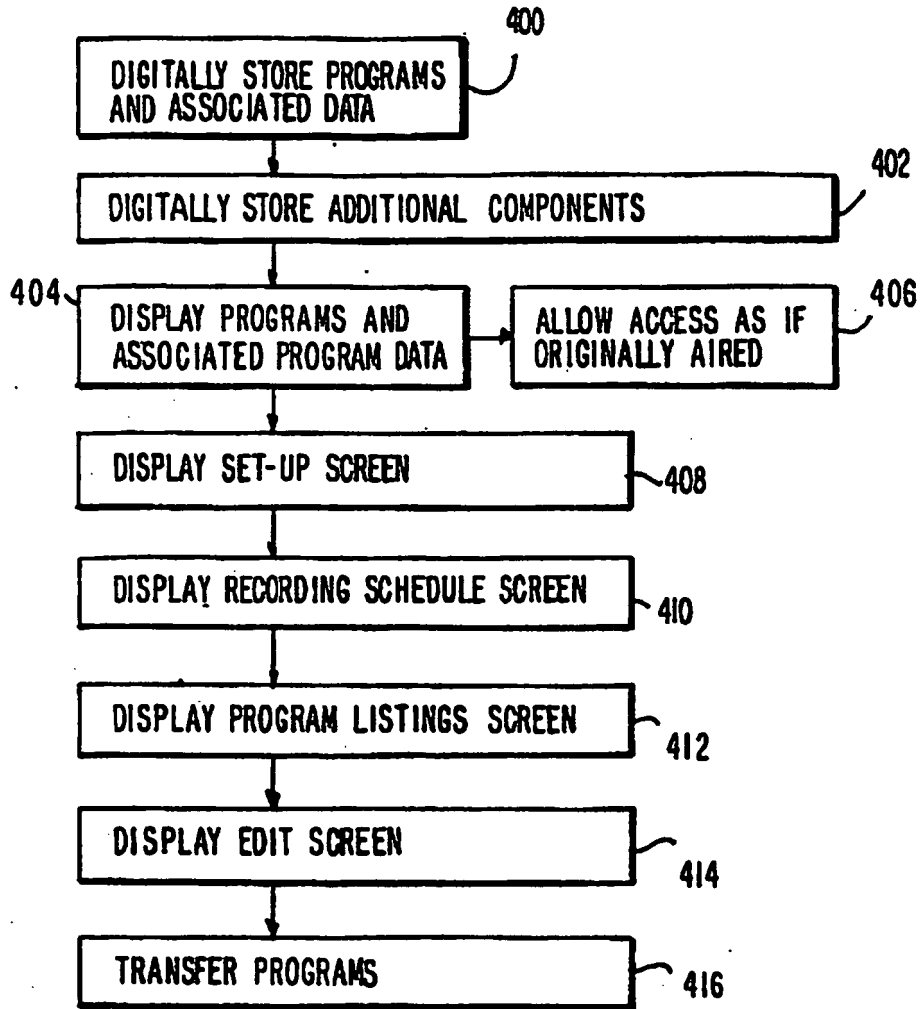 400
DIGITALLY STORE PROGRAMS
AND ASSOCIATED DATA
402
DIGITALLY STORE ADDITIONAL COMPONENTS
404
DISPLAY PROGRAMS AND
ASSOCIATED PROGRAM DATA
406
ALLOW ACCESS AS IF
ORIGINALLY AIRED
DISPLAY SET-UP SCREEN
408
DISPLAY RECORDING SCHEDULE SCREEN
410
DISPLAY PROGRAM LISTINGS SCREEN
412
DISPLAY EDIT SCREEN
414
TRANSFER PROGRAMS
416